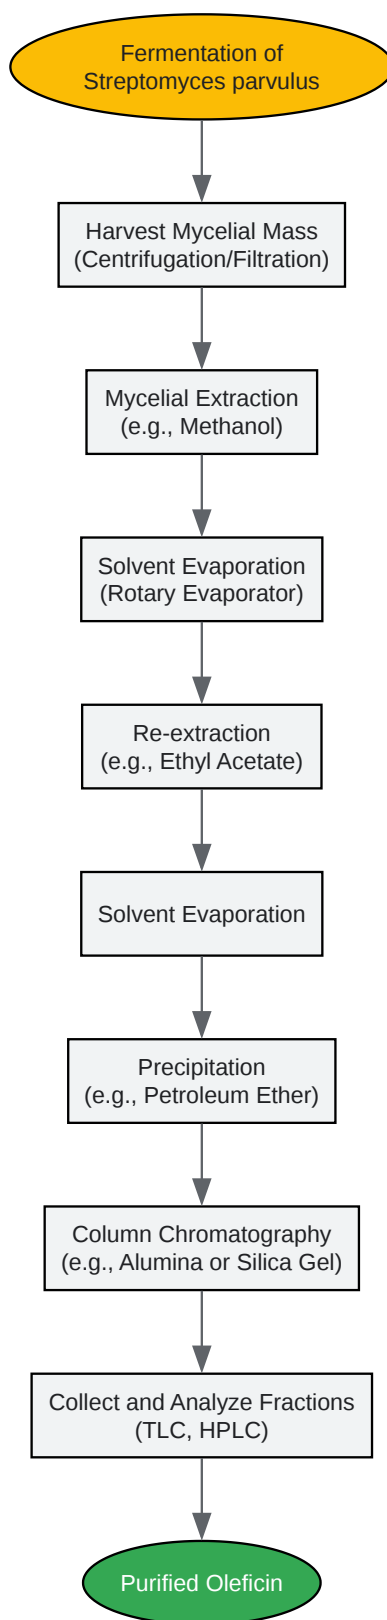 Fermentation of
Streptomyces parvulus
Harvest Mycelial Mass
(Centrifugation/Filtration)
Mycelial Extraction
(e.g., Methanol)
Solvent Evaporation
(Rotary Evaporator)
Re-extraction
(e.g., Ethyl Acetate)
Solvent Evaporation
Precipitation
(e.g., Petroleum Ether)
Column Chromatography
(e.g., Alumina or Silica Gel)
Collect and Analyze Fractions
(TLC, HPLC)
Purified Oleficin